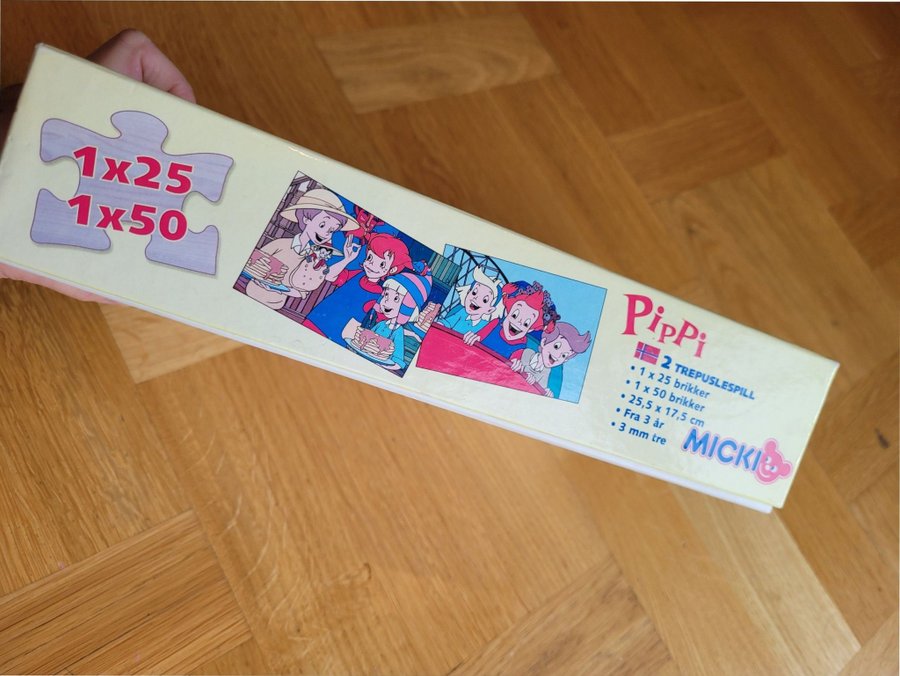 1x25
1x50
PiPPi
2 TREPUSLESPILL
• 1 x 25 brikker
• 1 x 50 brikker
• 25,5 x 17,5 cm
• Fra 3 år
• 3 mm tre
MICKI